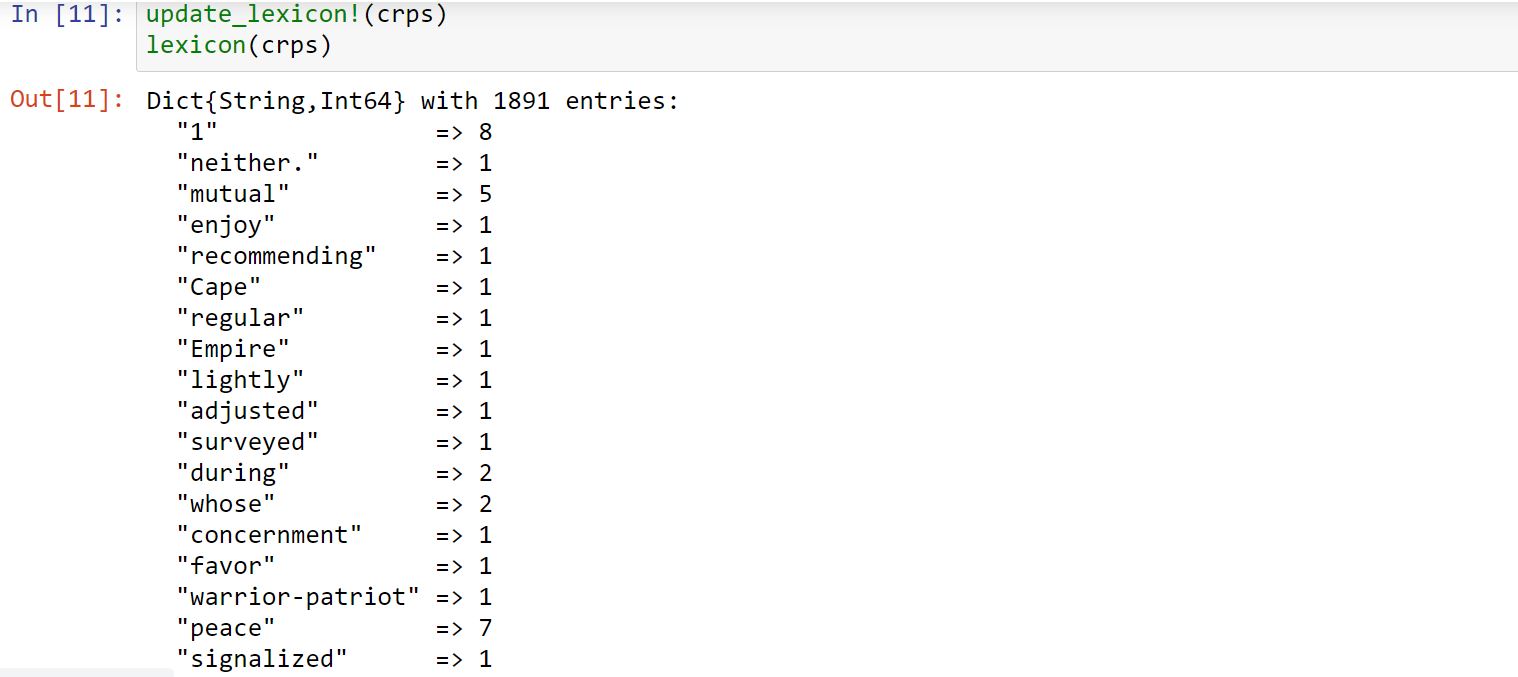 In [11]: update_lexicon!(crps)
lexicon(crps)
Out[11]: Dict{String,Int64} with 1891 entries:
"1" => 8
"neither." => 1
"mutual" => 5
"enjoy" => 1
"recommending" => 1
"Cape" => 1
"regular" => 1
"Empire" => 1
"lightly" => 1
"adjusted" => 1
"surveyed" => 1
"during" => 2
"whose" => 2
"concernment" => 1
"favor" => 1
"warrior-patriot" => 1
"peace" => 7
"signalized" => 1